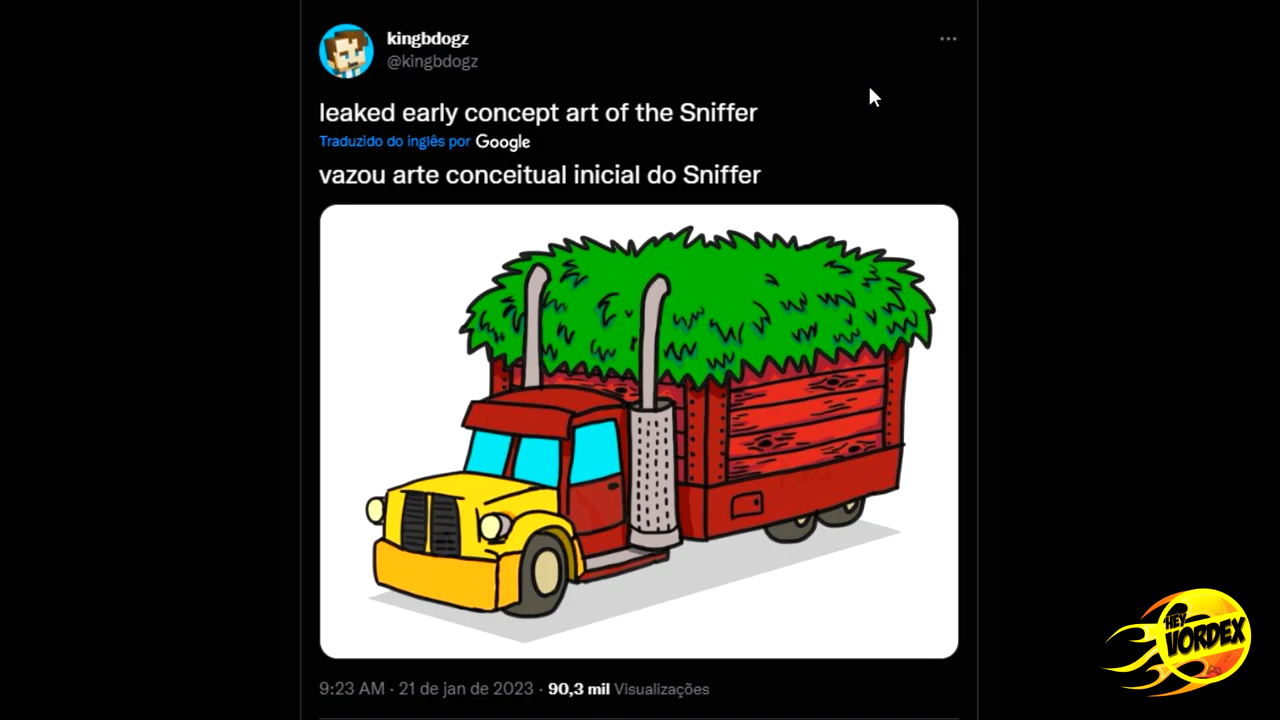 kingbdogz
@kingbdogz
leaked early concept art of the Sniffer
Traduzido do inglês por Google
vazou arte conceitual inicial do Sniffer
9:23 AM · 21 de jan de 2023 · 90,3 mil Visualizações
HEY
VORDEX